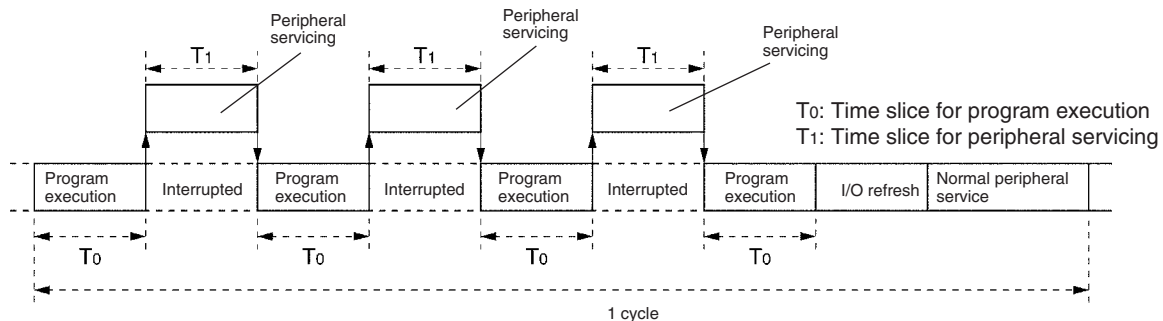 Peripheral
servicing
Peripheral
servicing
Peripheral
servicing
T1
T1
T1
T0: Time slice for program execution
T1: Time slice for peripheral servicing
Program
execution
Interrupted
Program
execution
Interrupted
Program
execution
Interrupted
Program
execution
I/O refresh
Normal peripheral
service
T0
T0
T0
T0
1 cycle